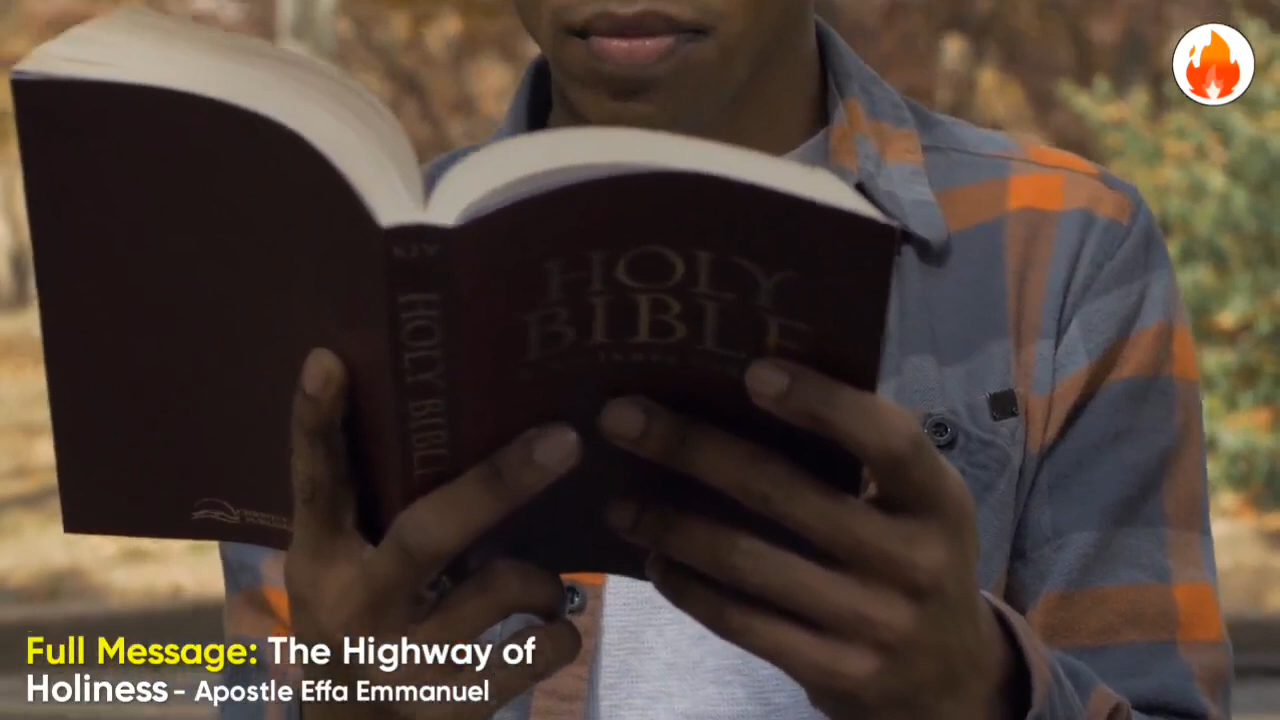 HOLY
BIBLE
KJV
HOLY BIBLE
Full Message: The Highway of
Holiness - Apostle Effa Emmanuel